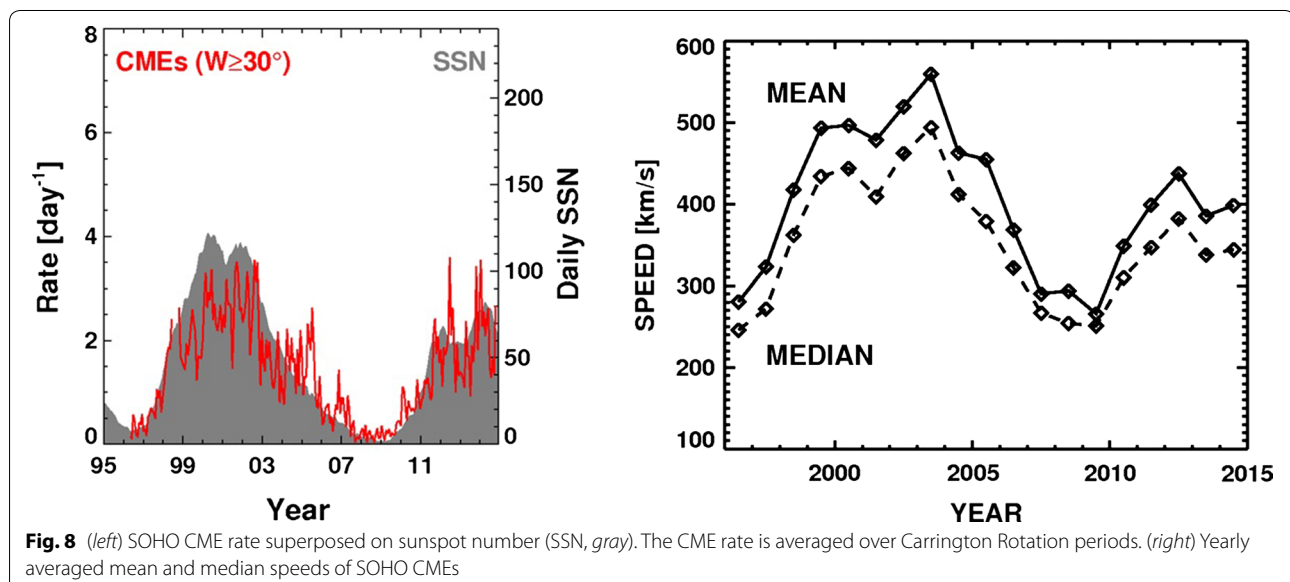 8
6
4
2
0
Rate [day-1]
CMEs (W≥30°)
SSN
200
150
100
50
0
Daily SSN
95 99 03 07 11
Year
600
500
400
300
200
100
SPEED [km/s]
MEAN
MEDIAN
2000 2005 2010 2015
YEAR
Fig. 8 (left) SOHO CME rate superposed on sunspot number (SSN, gray). The CME rate is averaged over Carrington Rotation periods. (right) Yearly
averaged mean and median speeds of SOHO CMEs